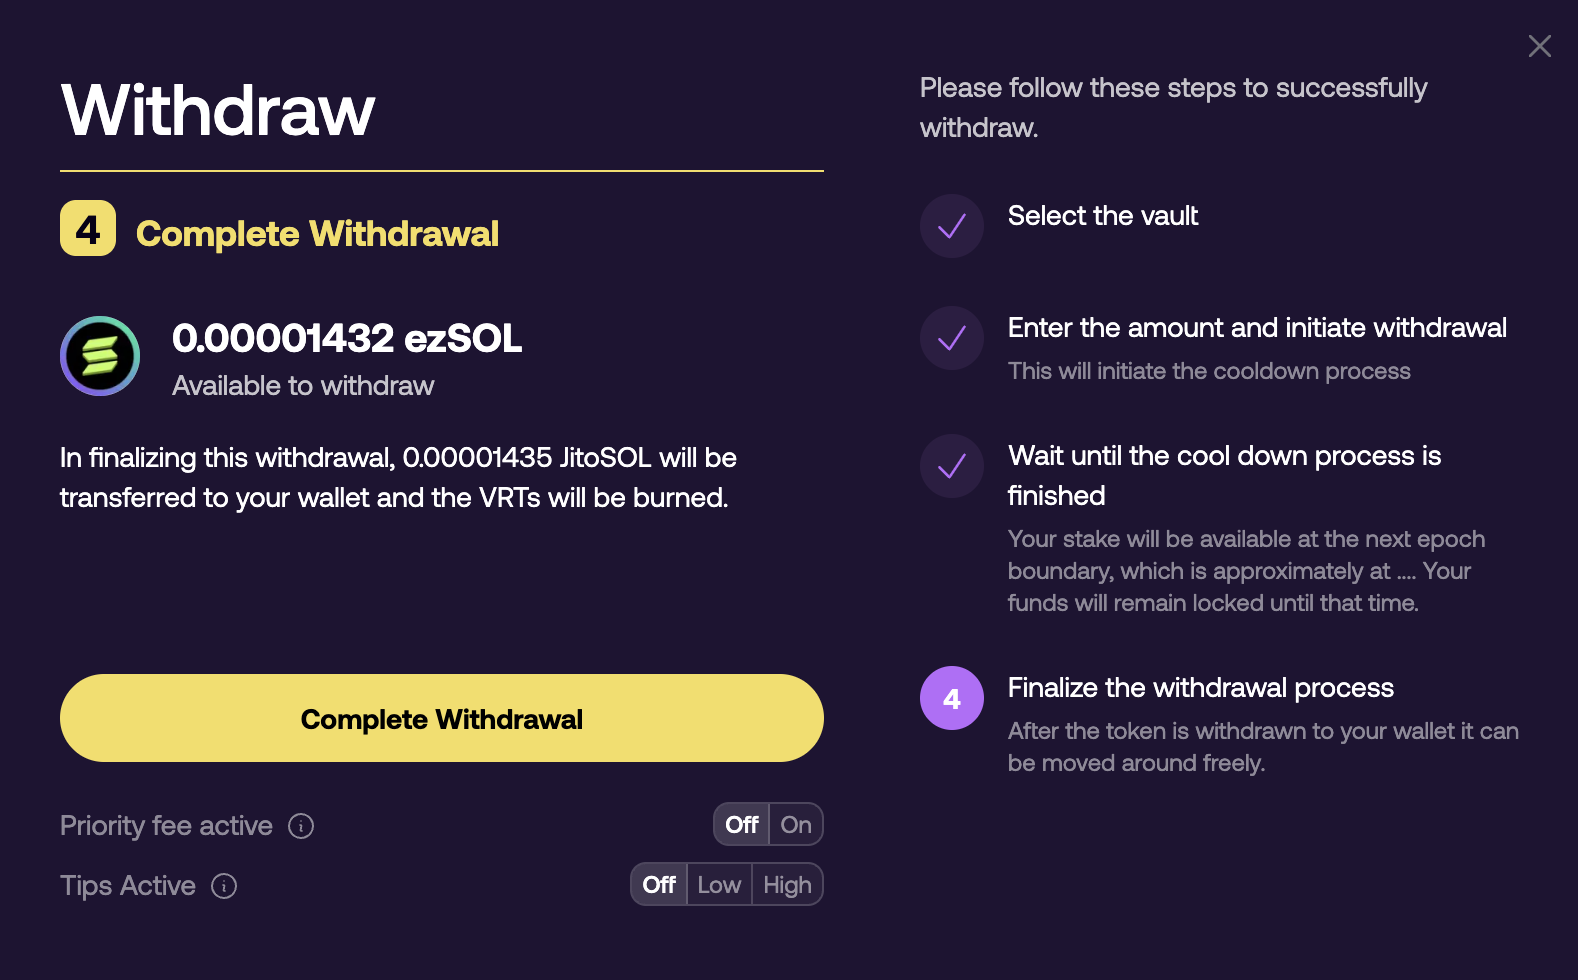 Withdraw
4 Complete Withdrawal
0.00001432 ezSOL
Available to withdraw
In finalizing this withdrawal, 0.00001435 JitoSOL will be
transferred to your wallet and the VRTs will be burned.
Complete Withdrawal
Priority fee active
Off On
Tips Active
Off Low High
Please follow these steps to successfully
withdraw.
Select the vault
Enter the amount and initiate withdrawal
This will initiate the cooldown process
Wait until the cool down process is
finished
Your stake will be available at the next epoch
boundary, which is approximately at .... Your
funds will remain locked until that time.
4 Finalize the withdrawal process
After the token is withdrawn to your wallet it can
be moved around freely.